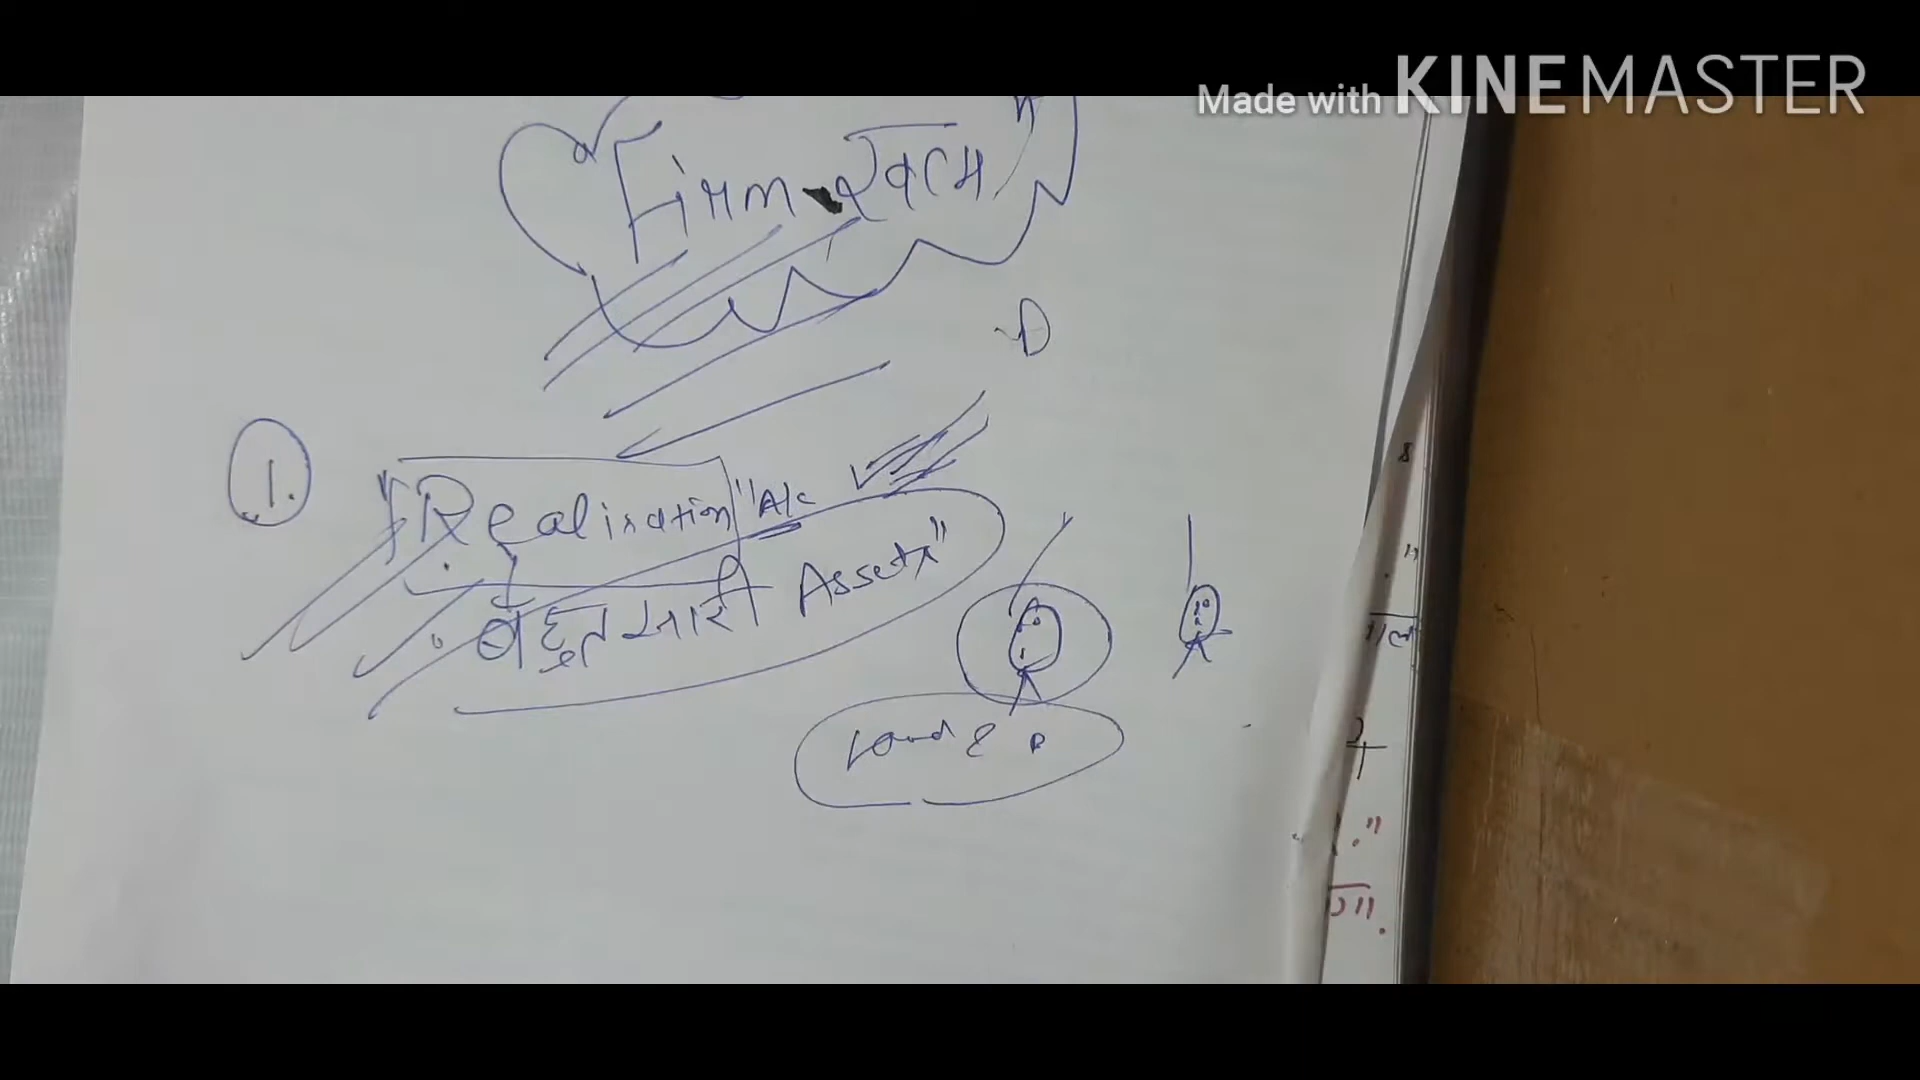 Made with KINEMASTER
Firm खत्म"
1.
"Realisation" A/c
बहुत सारी Assets"
Land & B